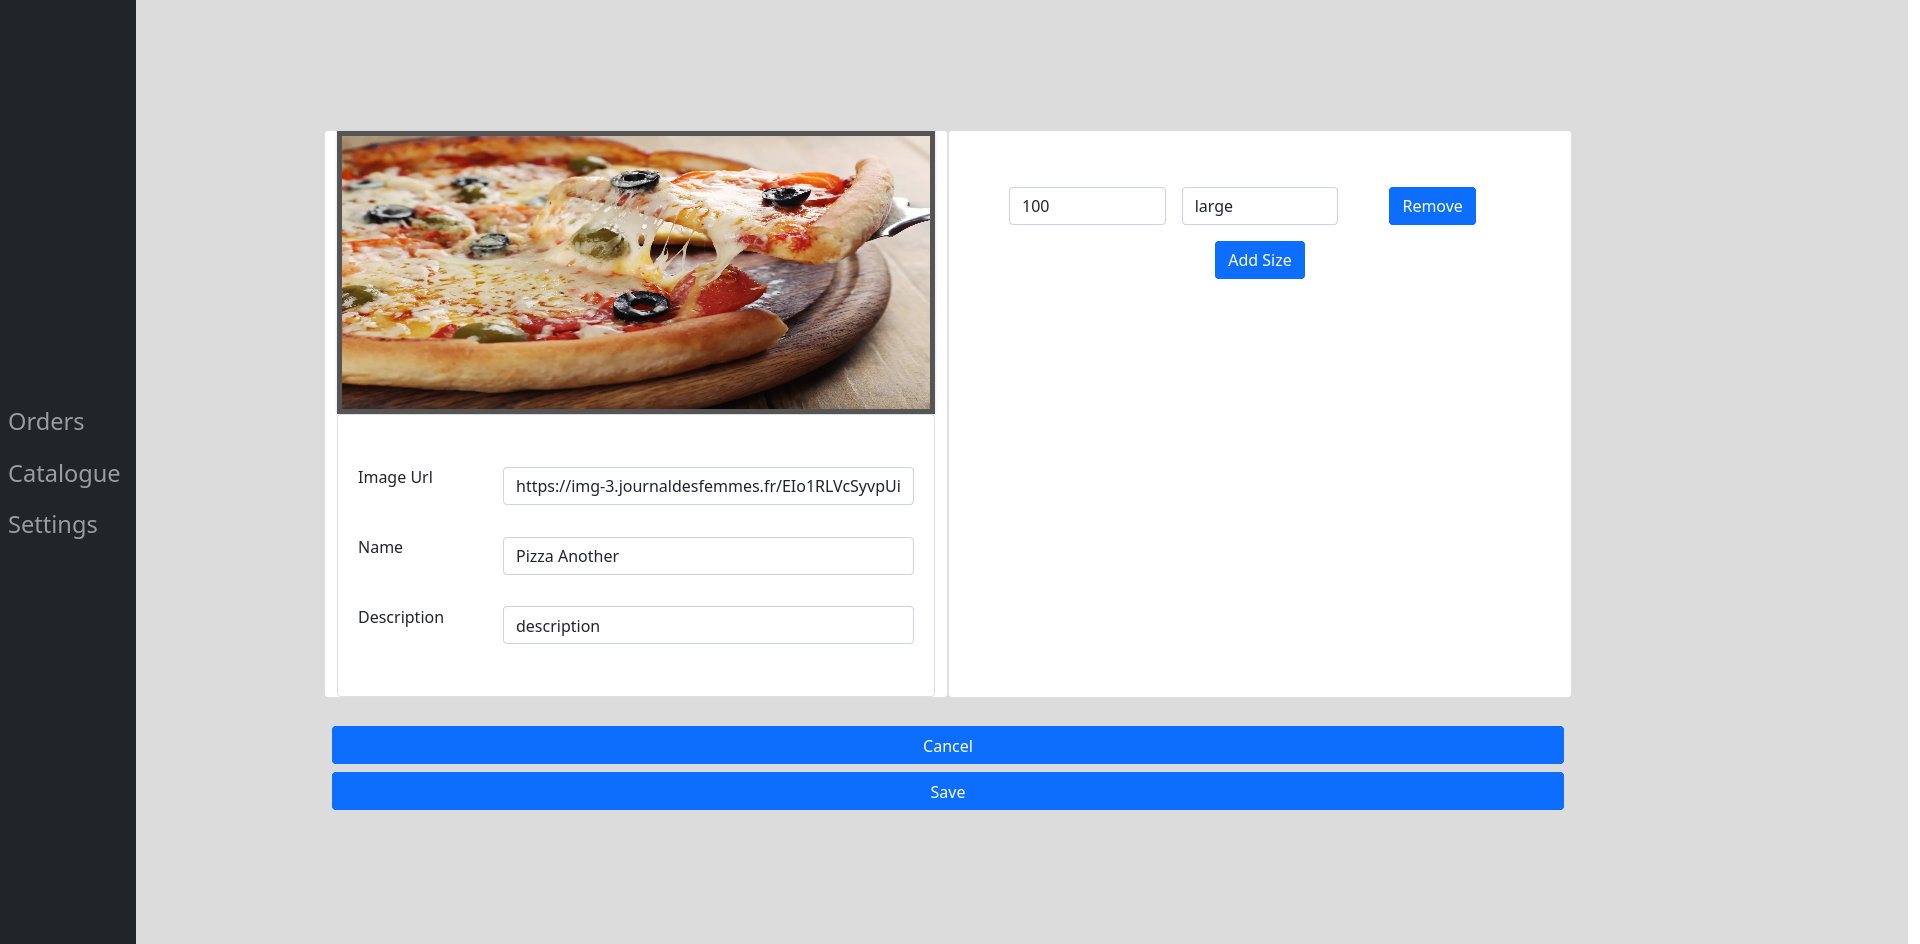 Orders
Catalogue
Settings
Image Url
https://img-3.journaldesfemmes.fr/EIo1RLVcSyvpUi
Name
Pizza Another
Description
description
100
large
Remove
Add Size
Cancel
Save